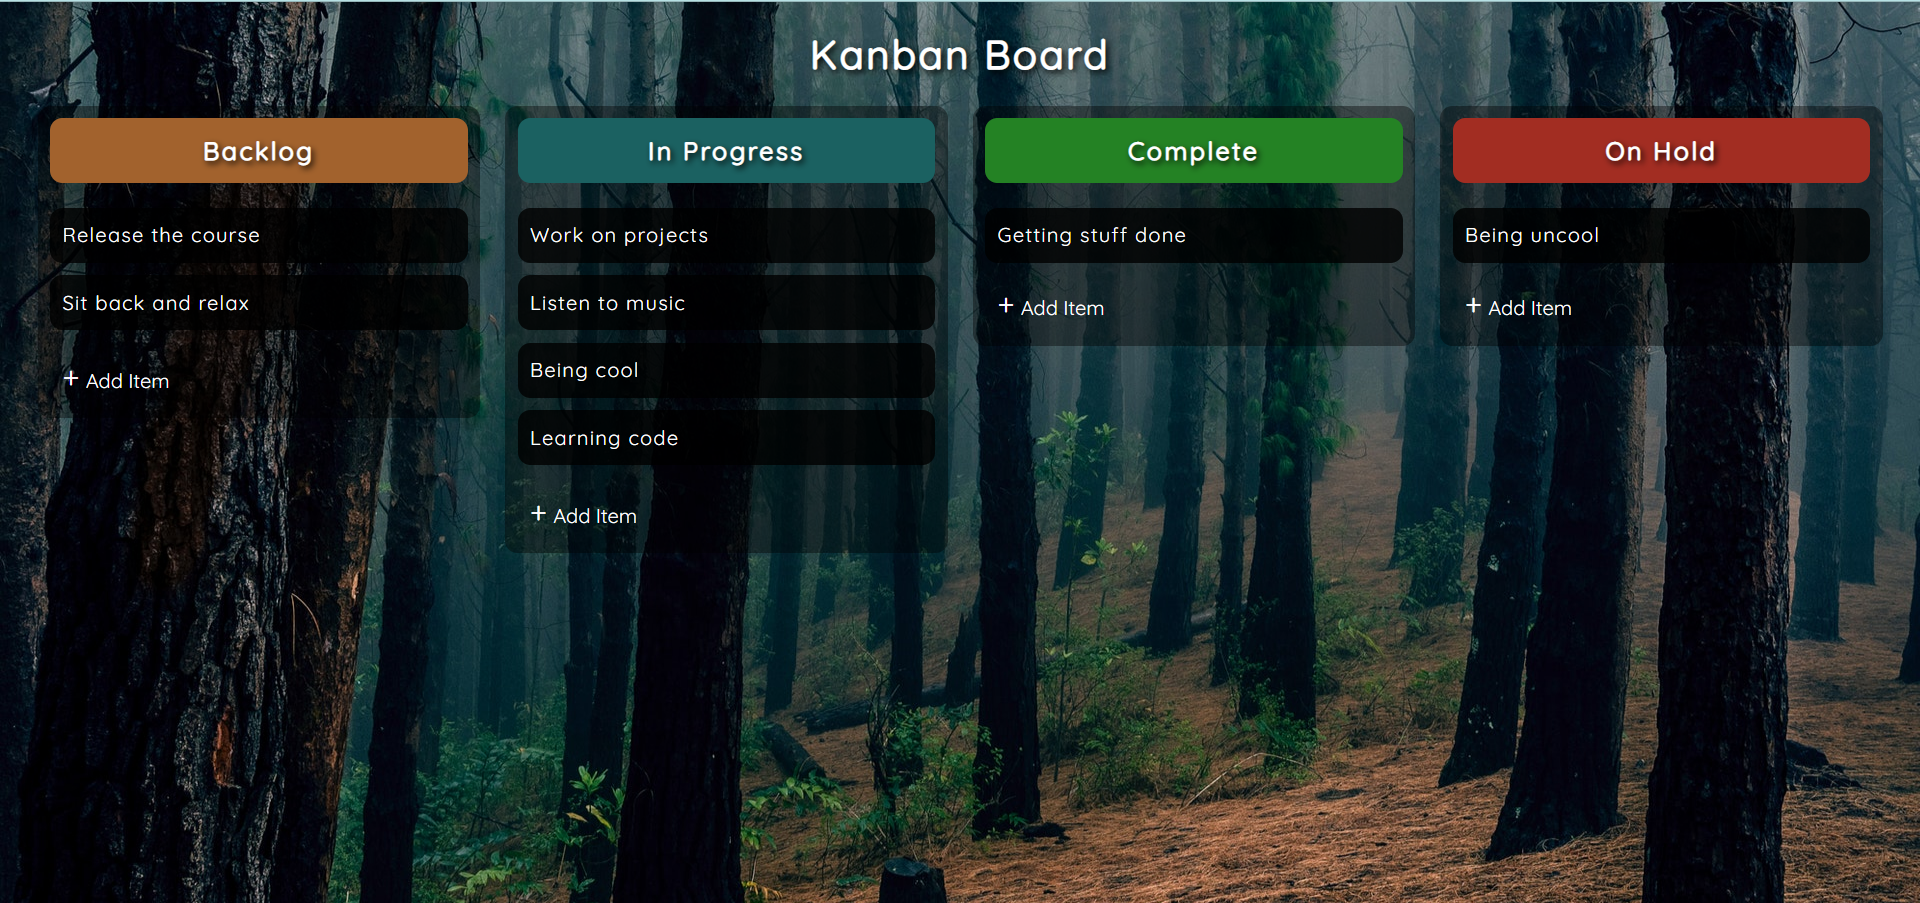 Kanban Board
Backlog
Release the course
Sit back and relax
+ Add Item
In Progress
Work on projects
Listen to music
Being cool
Learning code
+ Add Item
Complete
Getting stuff done
+ Add Item
On Hold
Being uncool
+ Add Item